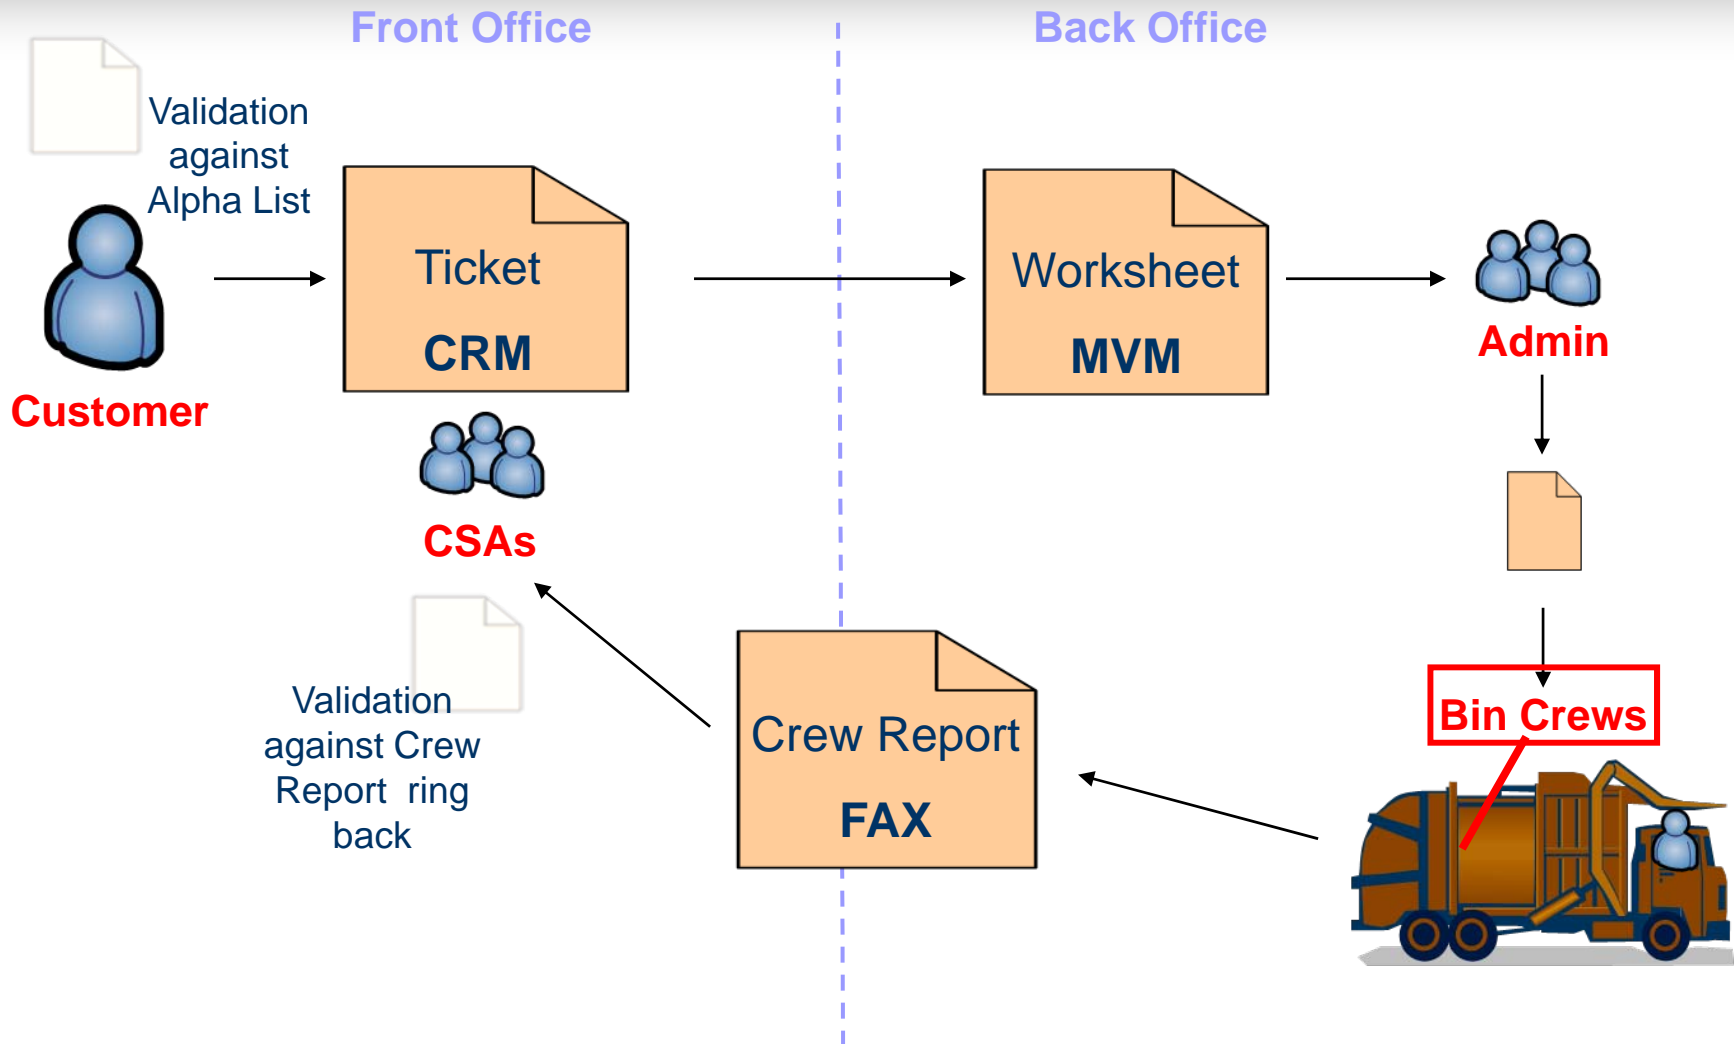 Front Office
Back Office
Validation
against
Alpha List
Ticket
CRM
Worksheet
MVM
Admin
Customer
CSAs
Validation
against Crew
Report ring
back
Crew Report
FAX
Bin Crews